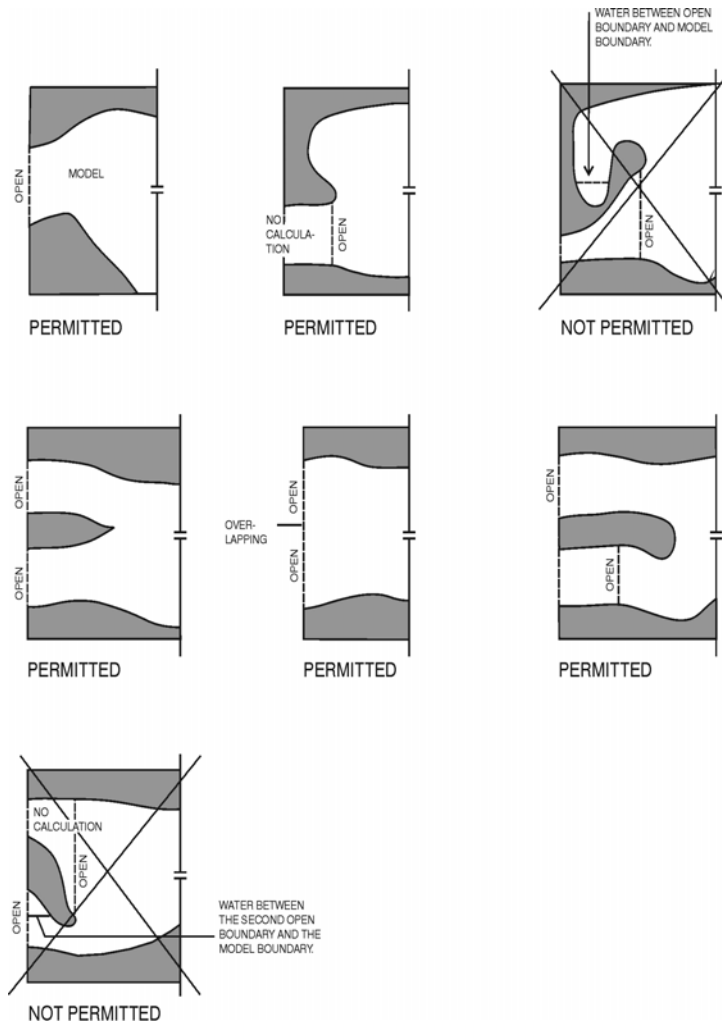 WATER BETWEEN OPEN
BOUNDARY AND MODEL
BOUNDARY.
OPEN
MODEL
PERMITTED
NO
CALCULA-
TION
OPEN
PERMITTED
OPEN
NOT PERMITTED
OPEN
OPEN
PERMITTED
OVER-
LAPPING
OPEN
OPEN
PERMITTED
OPEN
OPEN
PERMITTED
NO
CALCULATION
OPEN
OPEN
WATER BETWEEN
THE SECOND OPEN
BOUNDARY AND THE
MODEL BOUNDARY.
NOT PERMITTED